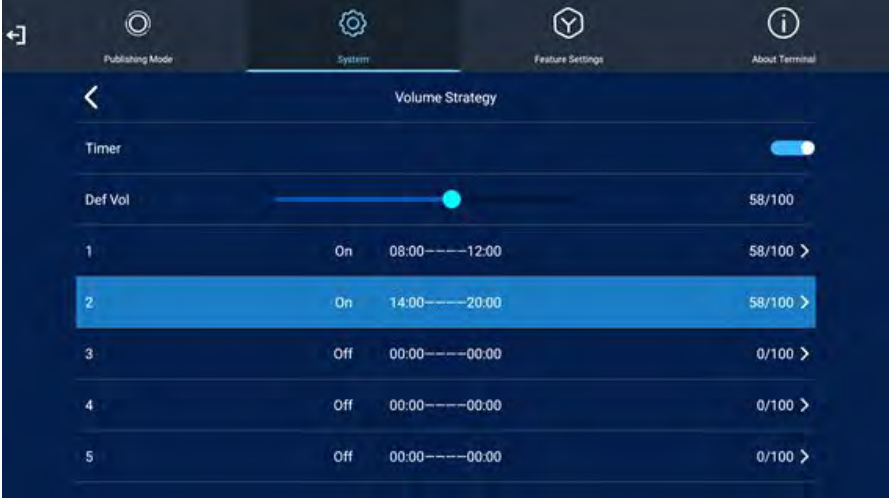 Publishing Mode System Feature Settings About Terminal
Volume Strategy
Timer
Def Vol 58/100
1 On 08:00----12:00 58/100
2 On 14:00----20:00 58/100
3 Off 00:00----00:00 0/100
4 Off 00:00----00:00 0/100
5 Off 00:00----00:00 0/100